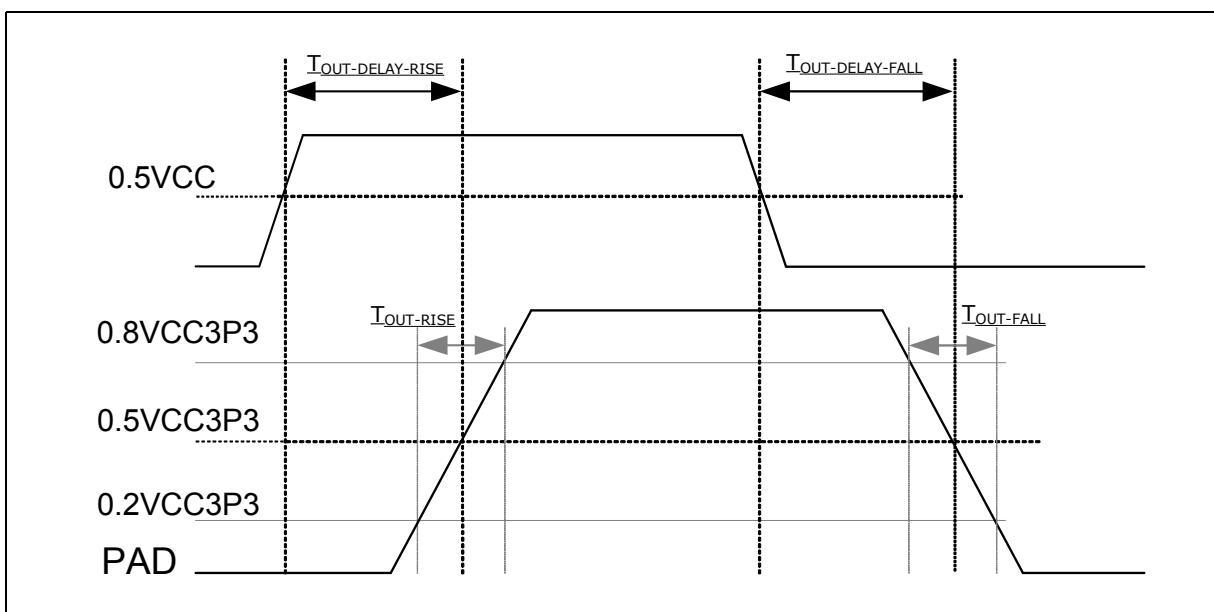 TOUT-DELAY-RISE
TOUT-DELAY-FALL
0.5VCC
TOUT-RISE
TOUT-FALL
0.8VCC3P3
0.5VCC3P3
0.2VCC3P3
PAD